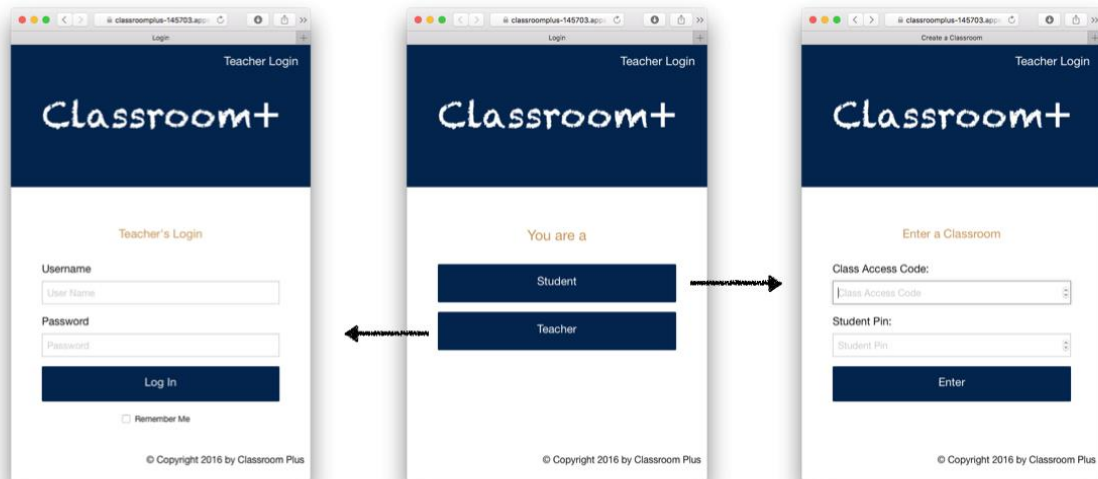 classroomplus-145703.app
Login
Teacher Login
Classroom+
Teacher's Login
Username
User Name
Password
Password
Log In
Remember Me
© Copyright 2016 by Classroom Plus
classroomplus-145703.app
Login
Teacher Login
Classroom+
You are a
Student
Teacher
© Copyright 2016 by Classroom Plus
classroomplus-145703.app
Create a Classroom
Teacher Login
Classroom+
Enter a Classroom
Class Access Code:
Class Access Code
Student Pin:
Student Pin
Enter
© Copyright 2016 by Classroom Plus